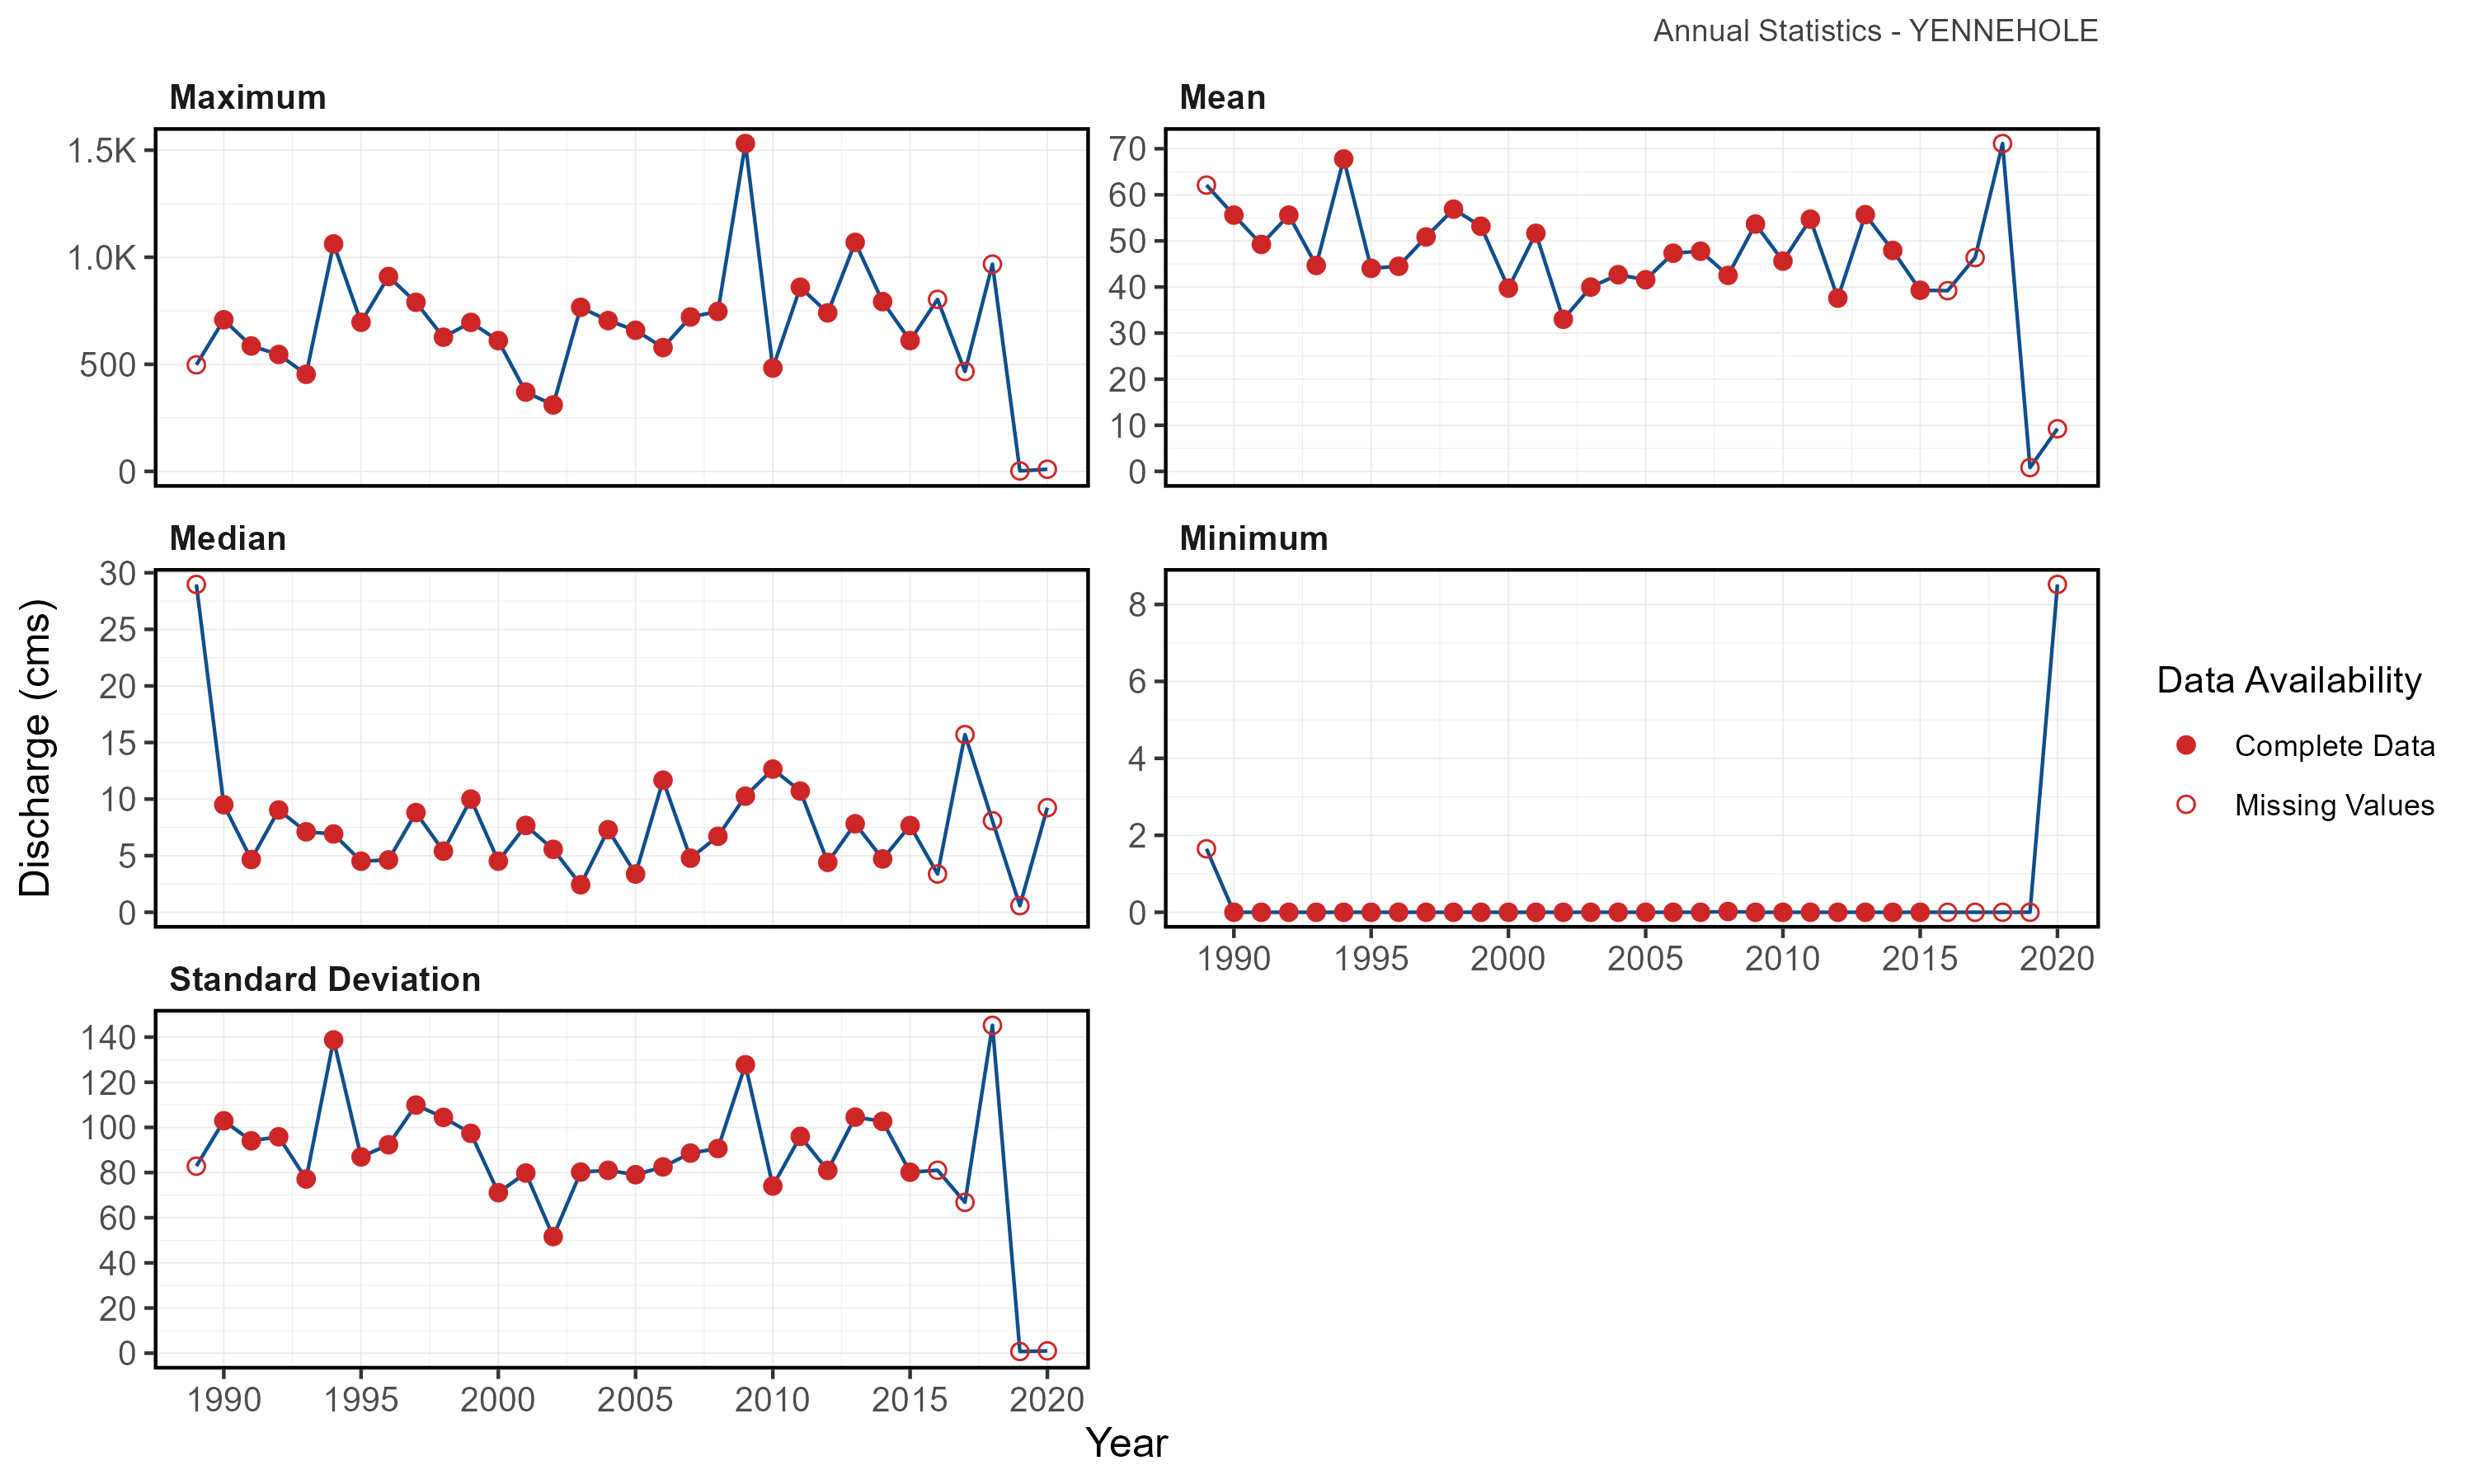 Annual Statistics - YENNEHOLE
Maximum
1.5K
1.0K
500
0
Mean
70
60
50
40
30
20
10
0
Discharge (cms)
Median
30
25
20
15
10
5
0
Minimum
8
6
4
2
0
1990 1995 2000 2005 2010 2015 2020
Data Availability
Complete Data
Missing Values
Standard Deviation
140
120
100
80
60
40
20
0
1990 1995 2000 2005 2010 2015 2020
Year